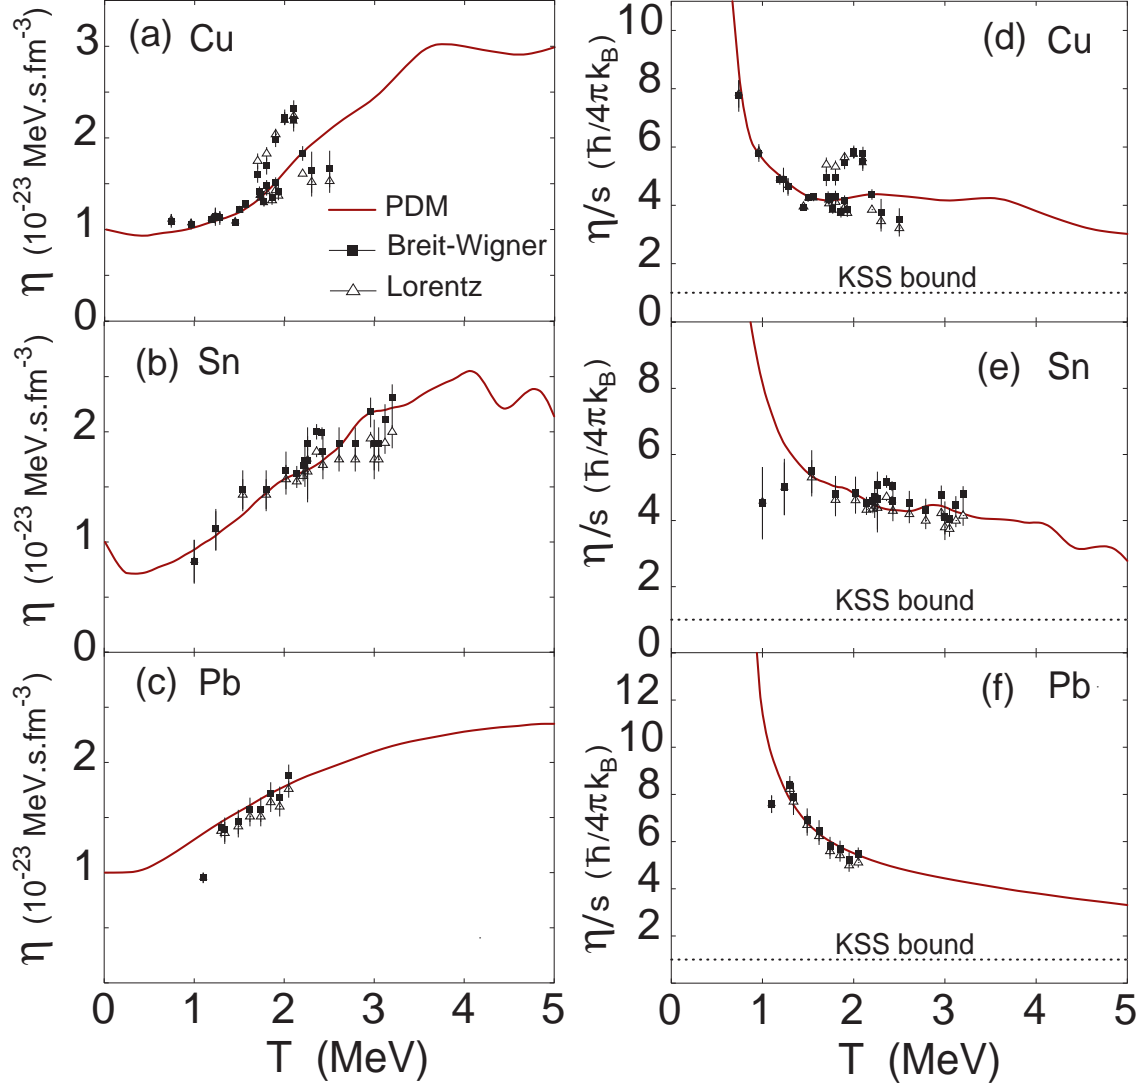 (a) Cu
3
2
1
0
η (10-23 MeV.s.fm-3)
PDM
Breit-Wigner
Lorentz
(b) Sn
2
1
0
η (10-23 MeV.s.fm-3)
(c) Pb
2
1
η (10-23 MeV.s.fm-3)
0 1 2 3 4 5
T (MeV)
(d) Cu
10
8
6
4
2
0
η/s (ħ/4πkB)
KSS bound
(e) Sn
8
6
4
2
0
η/s (ħ/4πkB)
KSS bound
(f) Pb
12
10
8
6
4
2
η/s (ħ/4πkB)
KSS bound
0 1 2 3 4 5
T (MeV)